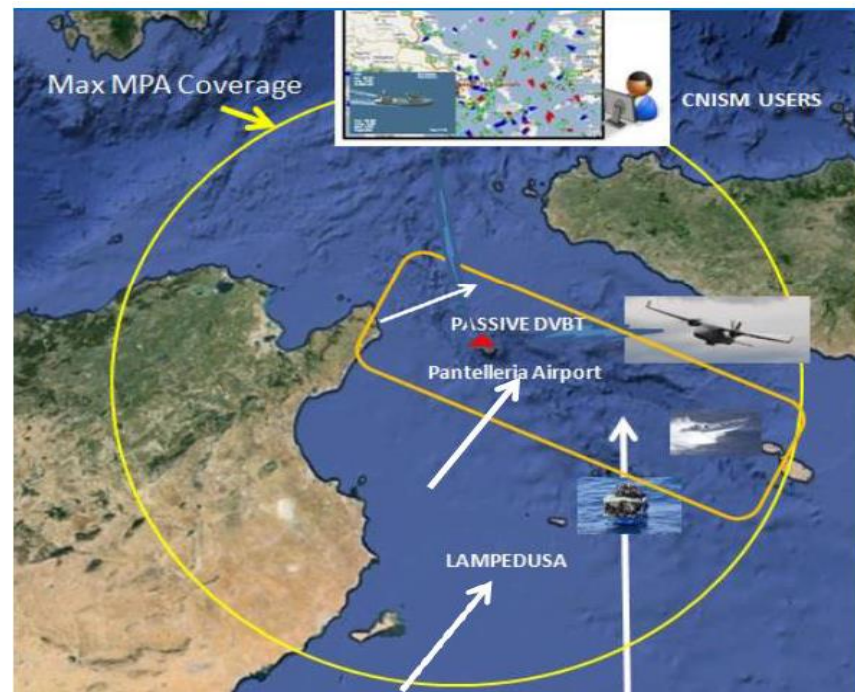 Max MPA Coverage
CNISM USERS
PASSIVE DVBT
Pantelleria Airport
LAMPEDUSA